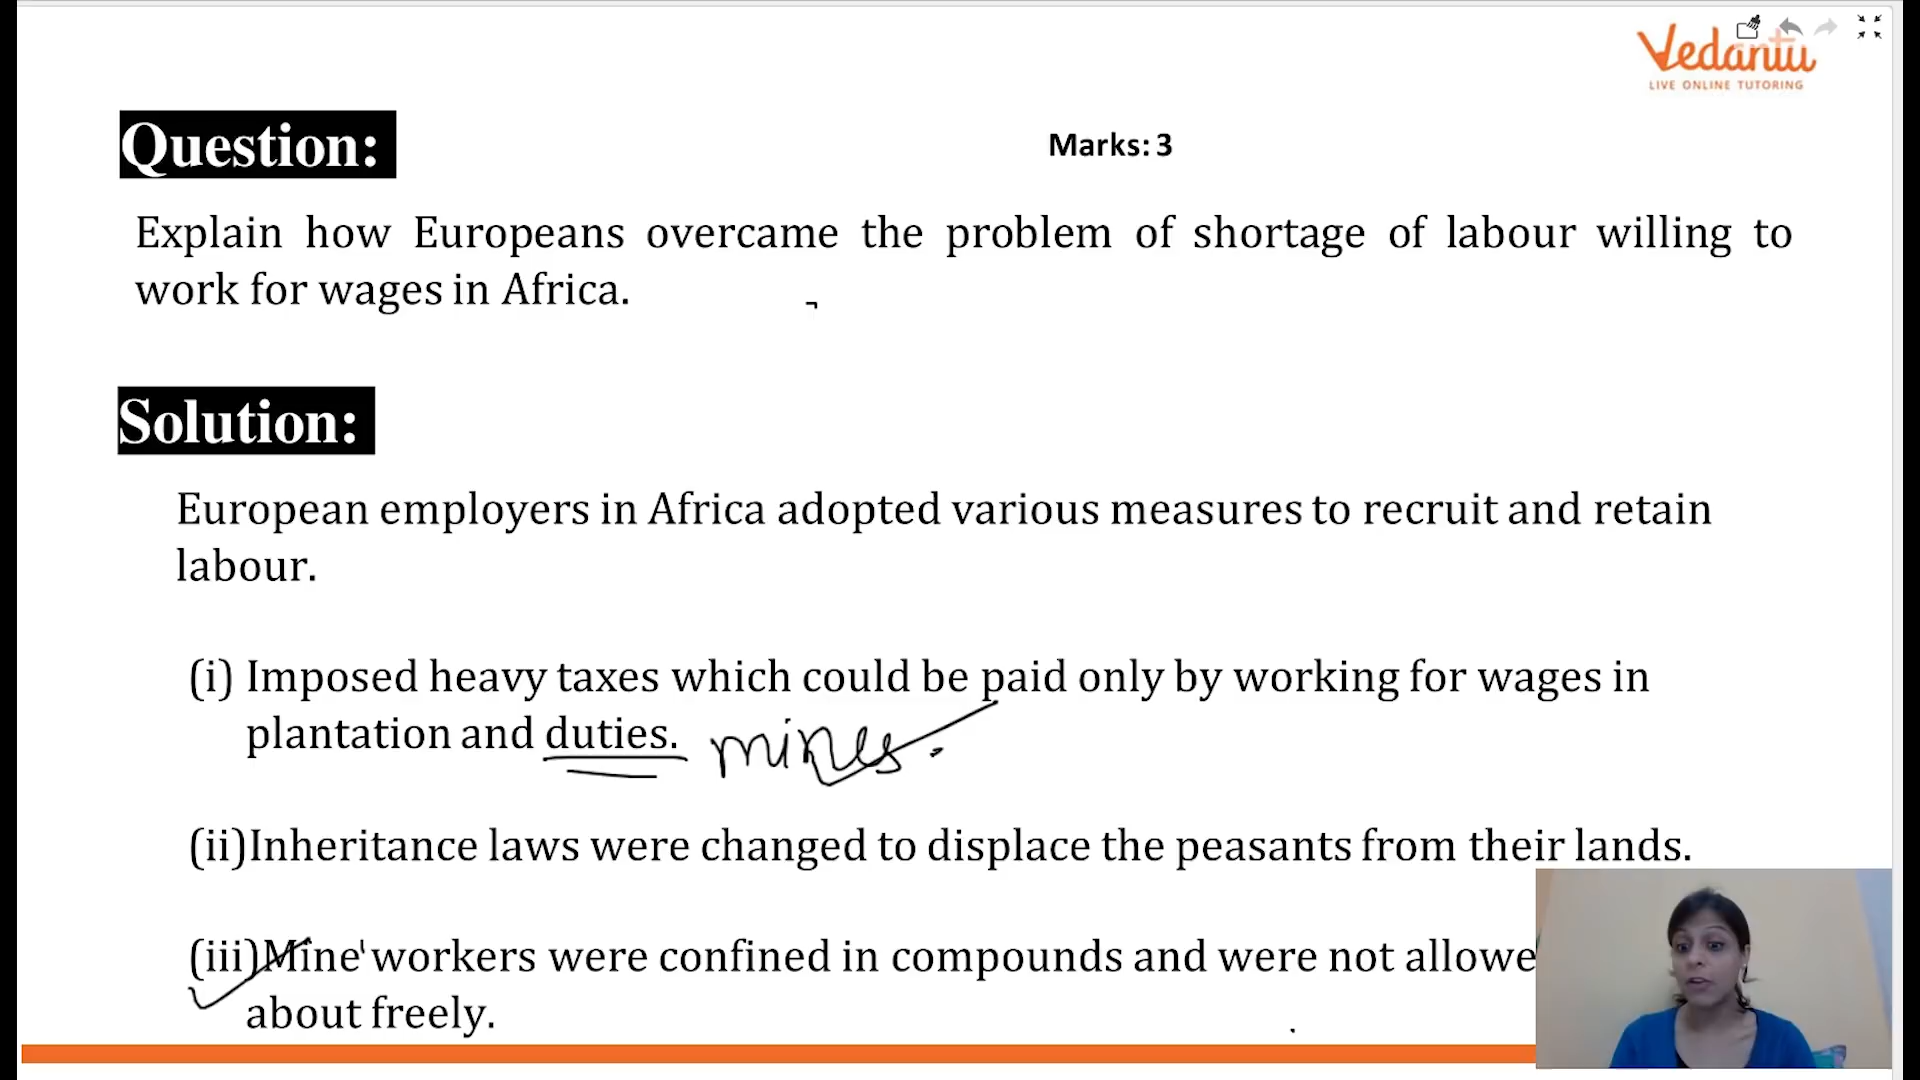 Vedantu
LIVE ONLINE TUTORING
Question:
Marks: 3
Explain how Europeans overcame the problem of shortage of labour willing to
work for wages in Africa.
Solution:
European employers in Africa adopted various measures to recruit and retain
labour.
(i) Imposed heavy taxes which could be paid only by working for wages in
plantation and duties. mines.
(ii)Inheritance laws were changed to displace the peasants from their lands.
(iii)Mine workers were confined in compounds and were not allowe
about freely.